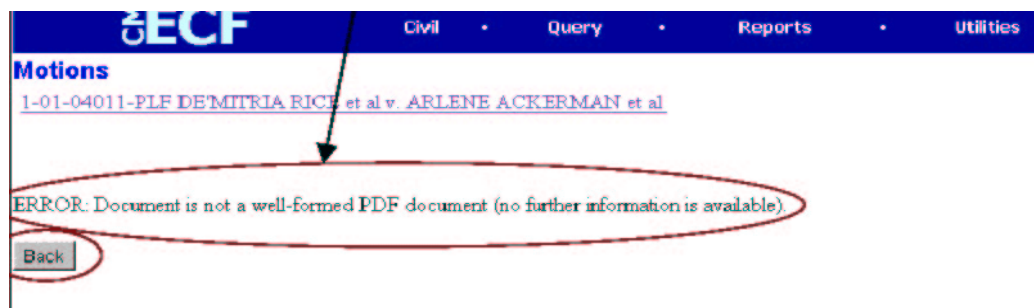 CM ECF Civil • Query • Reports • Utilities
Motions
1-01-04011-PLF DE'MITRIA RICE et al v. ARLENE ACKERMAN et al
ERROR: Document is not a well-formed PDF document (no further information is available).
Back